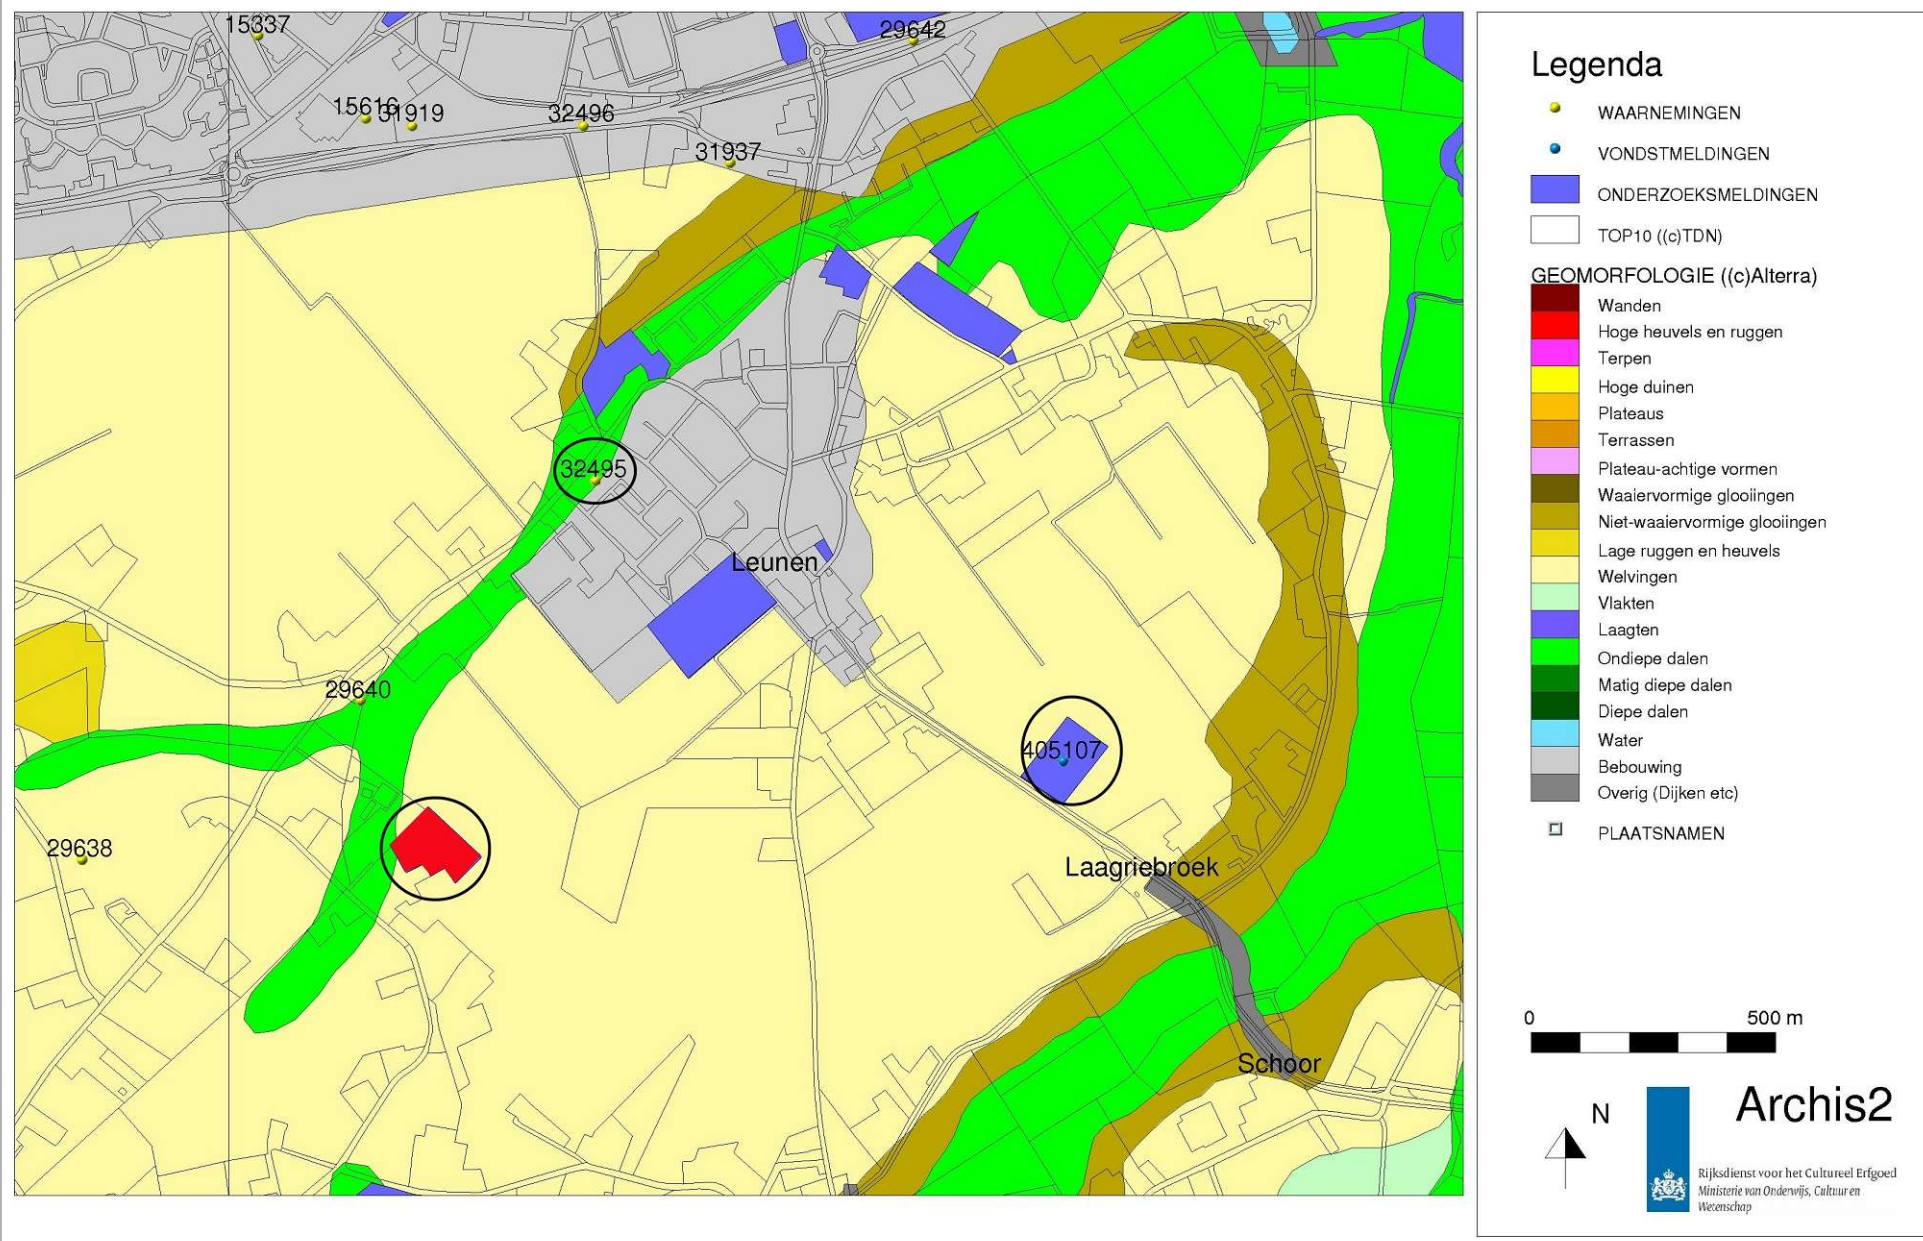 15337
29642
15616
31919
32496
31937
32495
Leunen
29640
405107
29638
Laagriebroek
Schoor
Legenda
WAARNEMINGEN
VONDSTMELDINGEN
ONDERZOEKSMELDINGEN
TOP10 ((c)TDN)
GEOMORFOLOGIE ((c)Alterra)
Wanden
Hoge heuvels en ruggen
Terpen
Hoge duinen
Plateaus
Terrassen
Plateau-achtige vormen
Waaiervormige glooiingen
Niet-waaiervormige glooiingen
Lage ruggen en heuvels
Welvingen
Vlakten
Laagten
Ondiepe dalen
Matig diepe dalen
Diepe dalen
Water
Bebouwing
Overig (Dijken etc)
PLAATSNAMEN
0 500 m
N
Archis2
Rijksdienst voor het Cultureel Erfgoed
Ministerie van Onderwijs, Cultuur en
Wetenschap